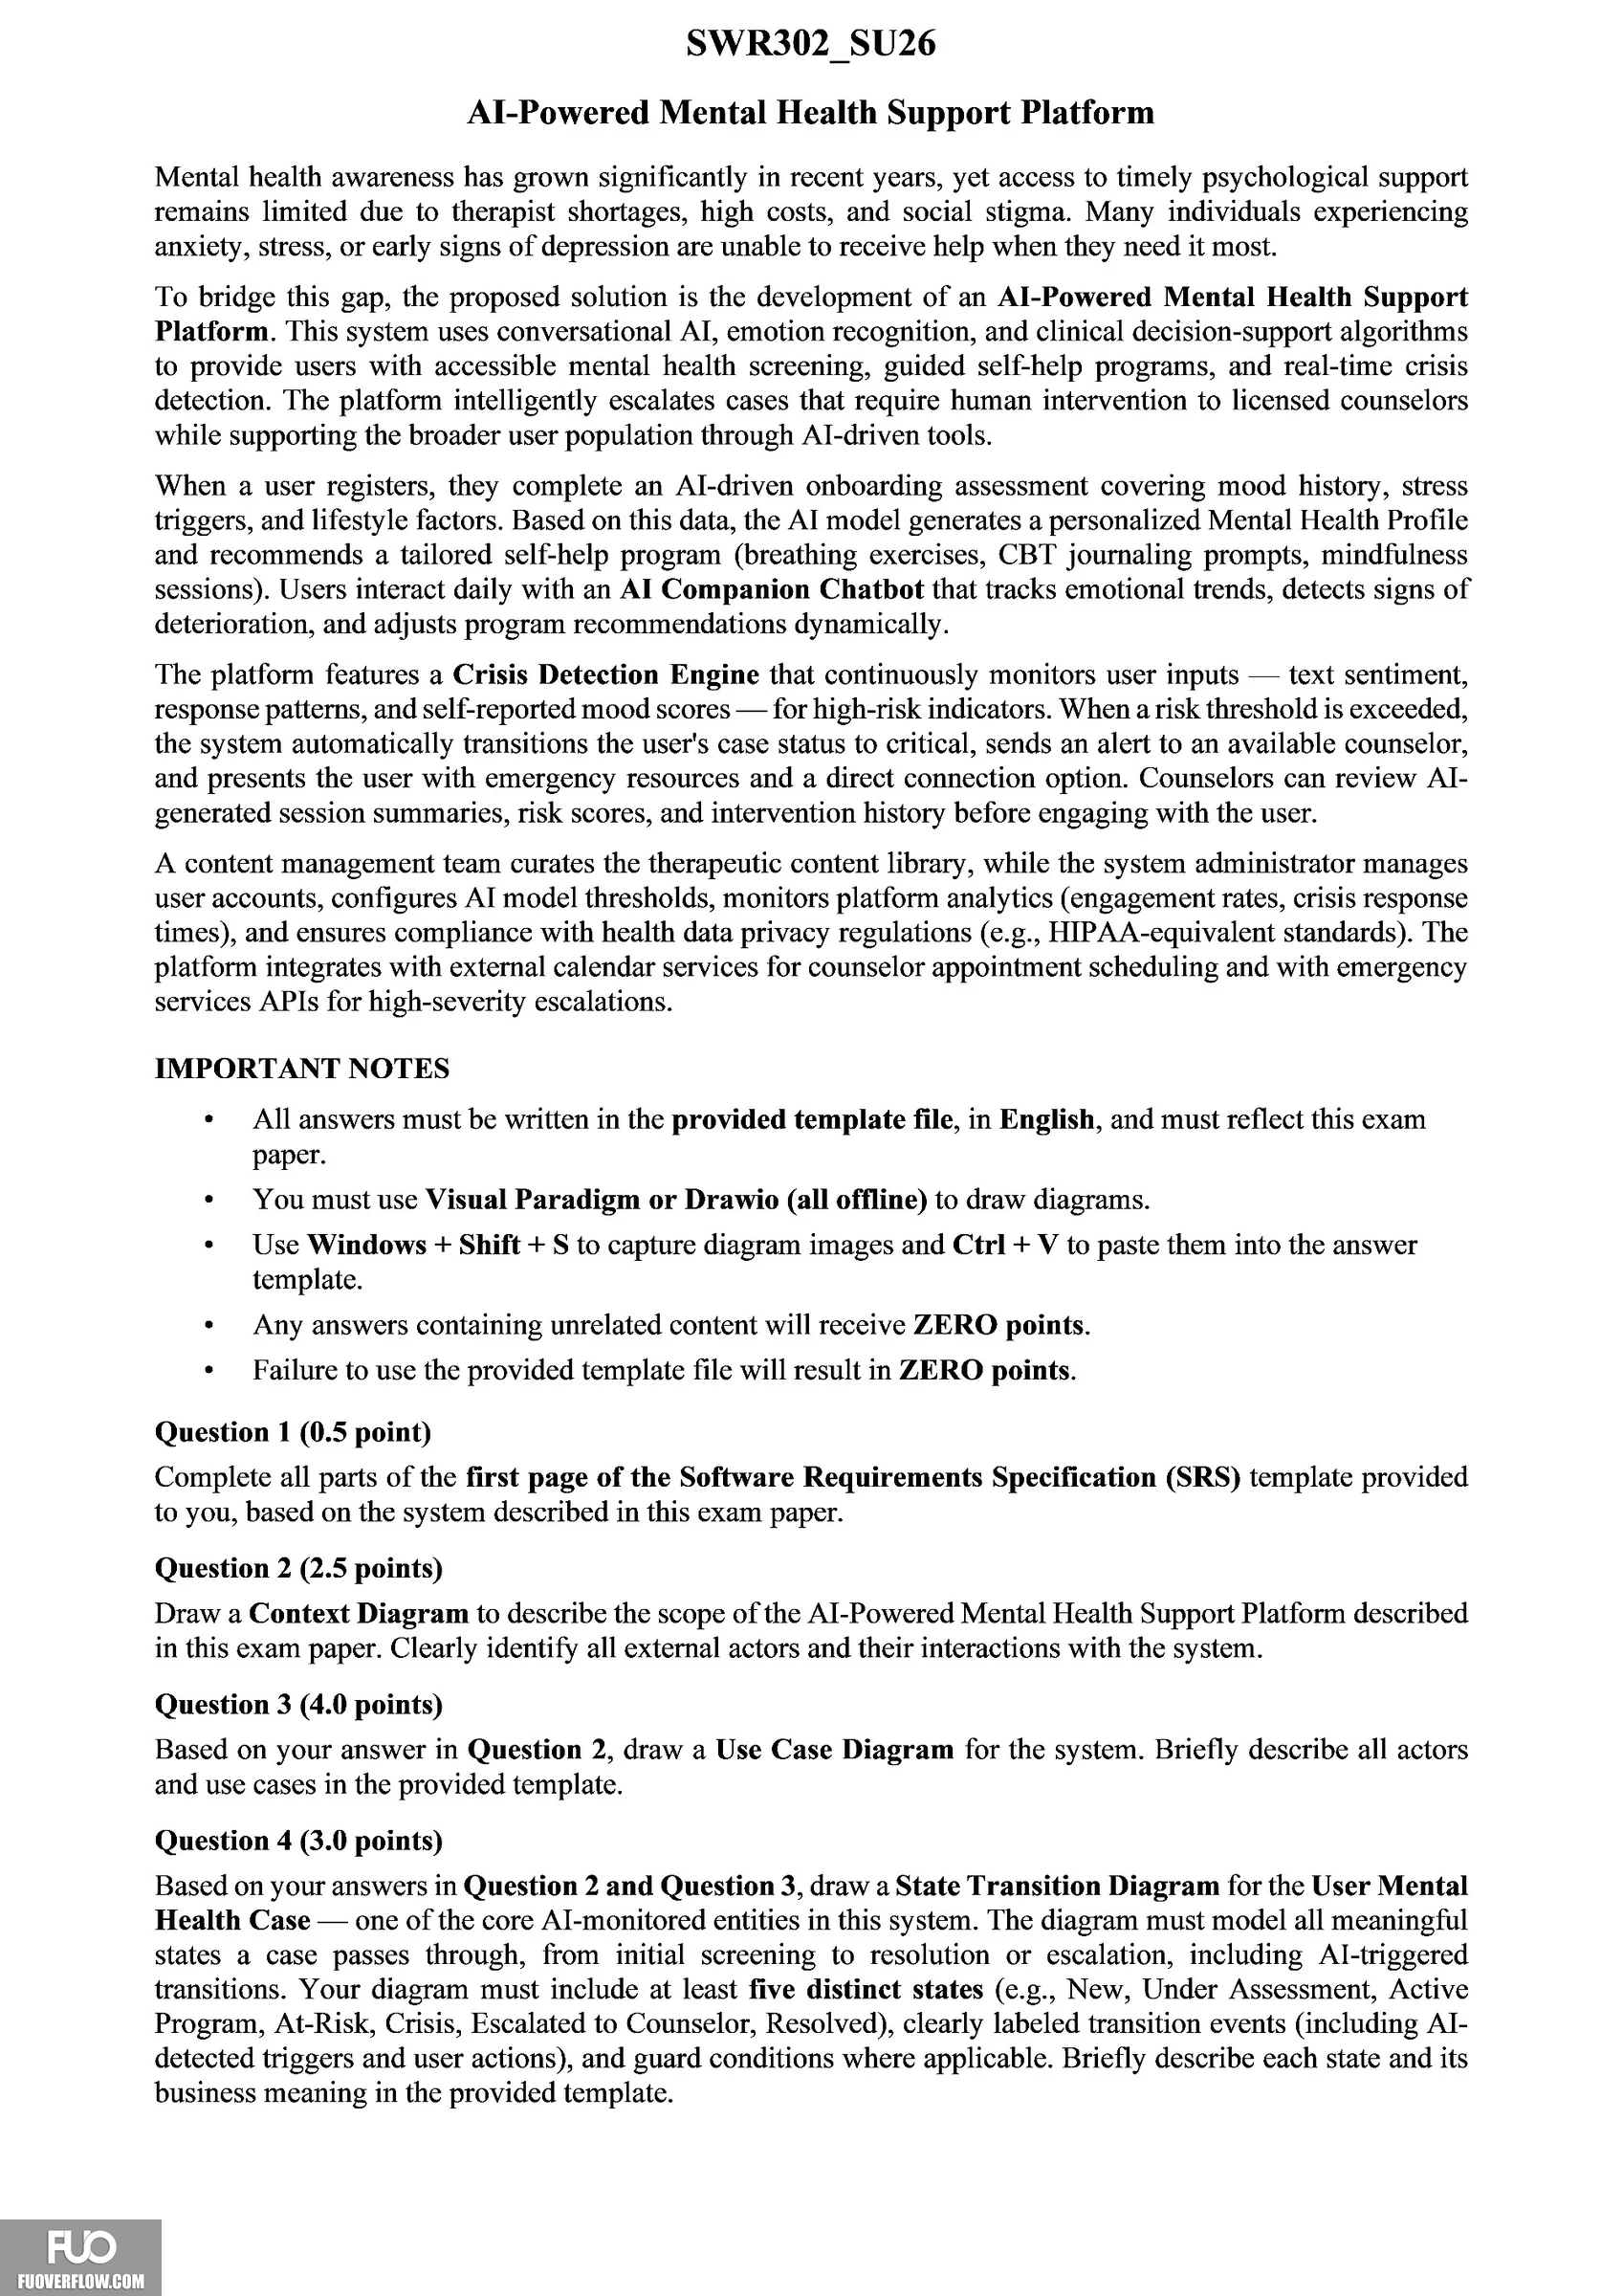 SWR302_SU26
AI-Powered Mental Health Support Platform
Mental health awareness has grown significantly in recent years, yet access to timely psychological support
remains limited due to therapist shortages, high costs, and social stigma. Many individuals experiencing
anxiety, stress, or early signs of depression are unable to receive help when they need it most.
To bridge this gap, the proposed solution is the development of an AI-Powered Mental Health Support
Platform. This system uses conversational AI, emotion recognition, and clinical decision-support algorithms
to provide users with accessible mental health screening, guided self-help programs, and real-time crisis
detection. The platform intelligently escalates cases that require human intervention to licensed counselors
while supporting the broader user population through AI-driven tools.
When a user registers, they complete an AI-driven onboarding assessment covering mood history, stress
triggers, and lifestyle factors. Based on this data, the AI model generates a personalized Mental Health Profile
and recommends a tailored self-help program (breathing exercises, CBT journaling prompts, mindfulness
sessions). Users interact daily with an AI Companion Chatbot that tracks emotional trends, detects signs of
deterioration, and adjusts program recommendations dynamically.
The platform features a Crisis Detection Engine that continuously monitors user inputs — text sentiment,
response patterns, and self-reported mood scores — for high-risk indicators. When a risk threshold is exceeded,
the system automatically transitions the user's case status to critical, sends an alert to an available counselor,
and presents the user with emergency resources and a direct connection option. Counselors can review AI-
generated session summaries, risk scores, and intervention history before engaging with the user.
A content management team curates the therapeutic content library, while the system administrator manages
user accounts, configures AI model thresholds, monitors platform analytics (engagement rates, crisis response
times), and ensures compliance with health data privacy regulations (e.g., HIPAA-equivalent standards). The
platform integrates with external calendar services for counselor appointment scheduling and with emergency
services APIs for high-severity escalations.
IMPORTANT NOTES
• All answers must be written in the provided template file, in English, and must reflect this exam
paper.
• You must use Visual Paradigm or Drawio (all offline) to draw diagrams.
• Use Windows + Shift + S to capture diagram images and Ctrl + V to paste them into the answer
template.
• Any answers containing unrelated content will receive ZERO points.
• Failure to use the provided template file will result in ZERO points.
Question 1 (0.5 point)
Complete all parts of the first page of the Software Requirements Specification (SRS) template provided
to you, based on the system described in this exam paper.
Question 2 (2.5 points)
Draw a Context Diagram to describe the scope of the AI-Powered Mental Health Support Platform described
in this exam paper. Clearly identify all external actors and their interactions with the system.
Question 3 (4.0 points)
Based on your answer in Question 2, draw a Use Case Diagram for the system. Briefly describe all actors
and use cases in the provided template.
Question 4 (3.0 points)
Based on your answers in Question 2 and Question 3, draw a State Transition Diagram for the User Mental
Health Case — one of the core AI-monitored entities in this system. The diagram must model all meaningful
states a case passes through, from initial screening to resolution or escalation, including AI-triggered
transitions. Your diagram must include at least five distinct states (e.g., New, Under Assessment, Active
Program, At-Risk, Crisis, Escalated to Counselor, Resolved), clearly labeled transition events (including AI-
detected triggers and user actions), and guard conditions where applicable. Briefly describe each state and its
business meaning in the provided template.
FUO
FUOVERFLOW.COM